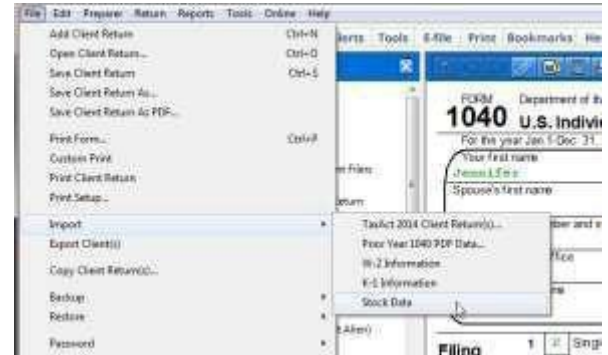 File Edit Preparer Return Reports Tools Online Help
Add Client Return Ctrl+N
Open Client Return... Ctrl+O
Save Client Return Ctrl+S
Save Client Return As...
Save Client Return As PDF...
Print Form... Ctrl+P
Custom Print
Print Client Return
Print Setup...
Import
Export Client(s)
Copy Client Return(s)...
Backup
Restore
Password
TaxAct 2014 Client Return(s)...
Prior Year 1040 PDF Data...
W-2 Information
K-1 Information
Stock Data
Tools E-file Print Bookmarks
FORM Department of
1040 U.S.
For the year Jan 1-Dec. 31,
Your first name
Jennifer
Spouse's first name
Filing 1